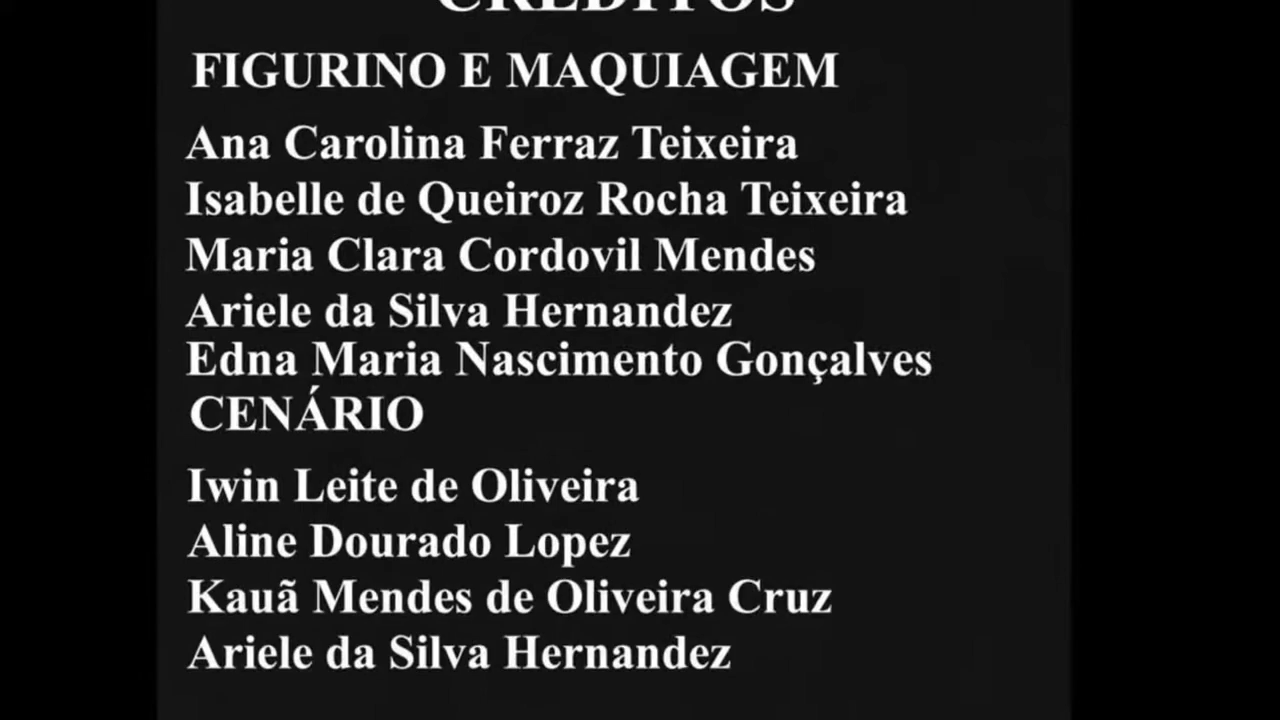 CRÉDITOS
FIGURINO E MAQUIAGEM
Ana Carolina Ferraz Teixeira
Isabelle de Queiroz Rocha Teixeira
Maria Clara Cordovil Mendes
Ariele da Silva Hernandez
Edna Maria Nascimento Gonçalves
CENÁRIO
Iwin Leite de Oliveira
Aline Dourado Lopez
Kauã Mendes de Oliveira Cruz
Ariele da Silva Hernandez